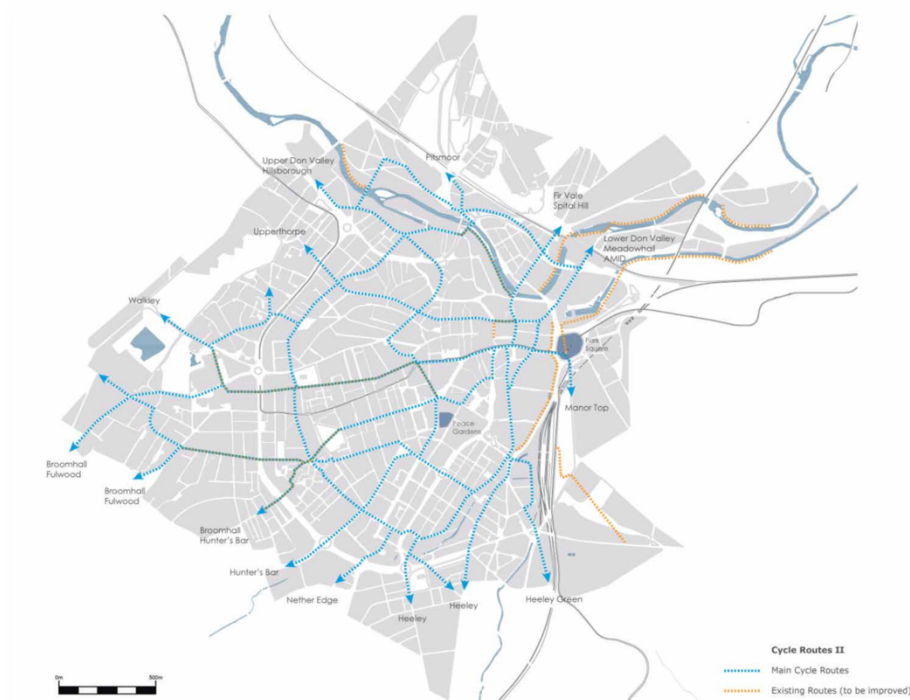 Pitsmoor
Upper Don Valley
Hillsborough
Fir Vale
Spital Hill
Upperthorpe
Lower Don Valley
Meadowhall
AMID
Walkley
Park
Square
Manor Top
Peace
Gardens
Broomhall
Fulwood
Broomhall
Fulwood
Broomhall
Hunter's Bar
Hunter's Bar
Nether Edge
Heeley
Heeley
Heeley Green
Cycle Routes II
Main Cycle Routes
Existing Routes (to be improved)
0m
500m